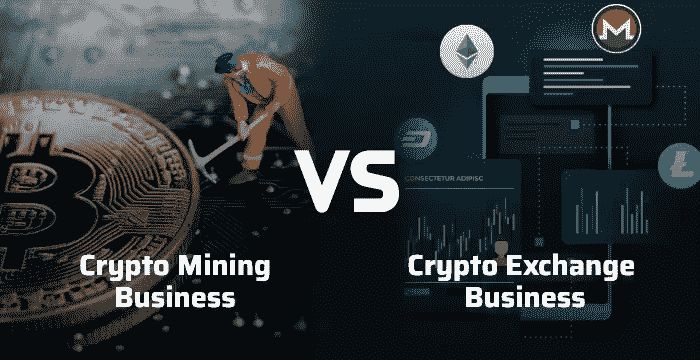 VS
CONSECTETUR ADIPISC
Crypto Mining
Business
Crypto Exchange
Business